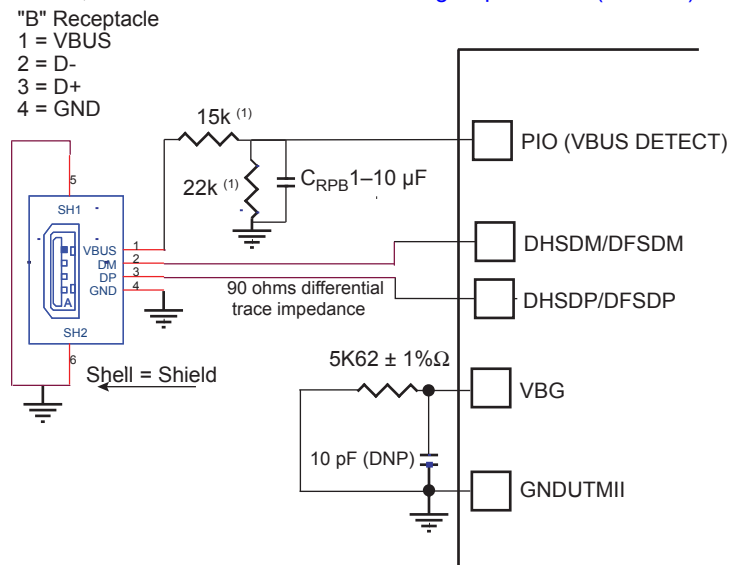 "B" Receptacle
1 = VBUS
2 = D-
3 = D+
4 = GND
15k (1)
PIO (VBUS DETECT)
22k (1)
CRPB1–10 µF
5
SH1
VBUS
1
DM
2
DP
3
GND
4
A
SH2
6
DHSDM/DFSDM
90 ohms differential
trace impedance
DHSDP/DFSDP
Shell = Shield
5K62 ± 1%Ω
VBG
10 pF (DNP)
GNDUTMII